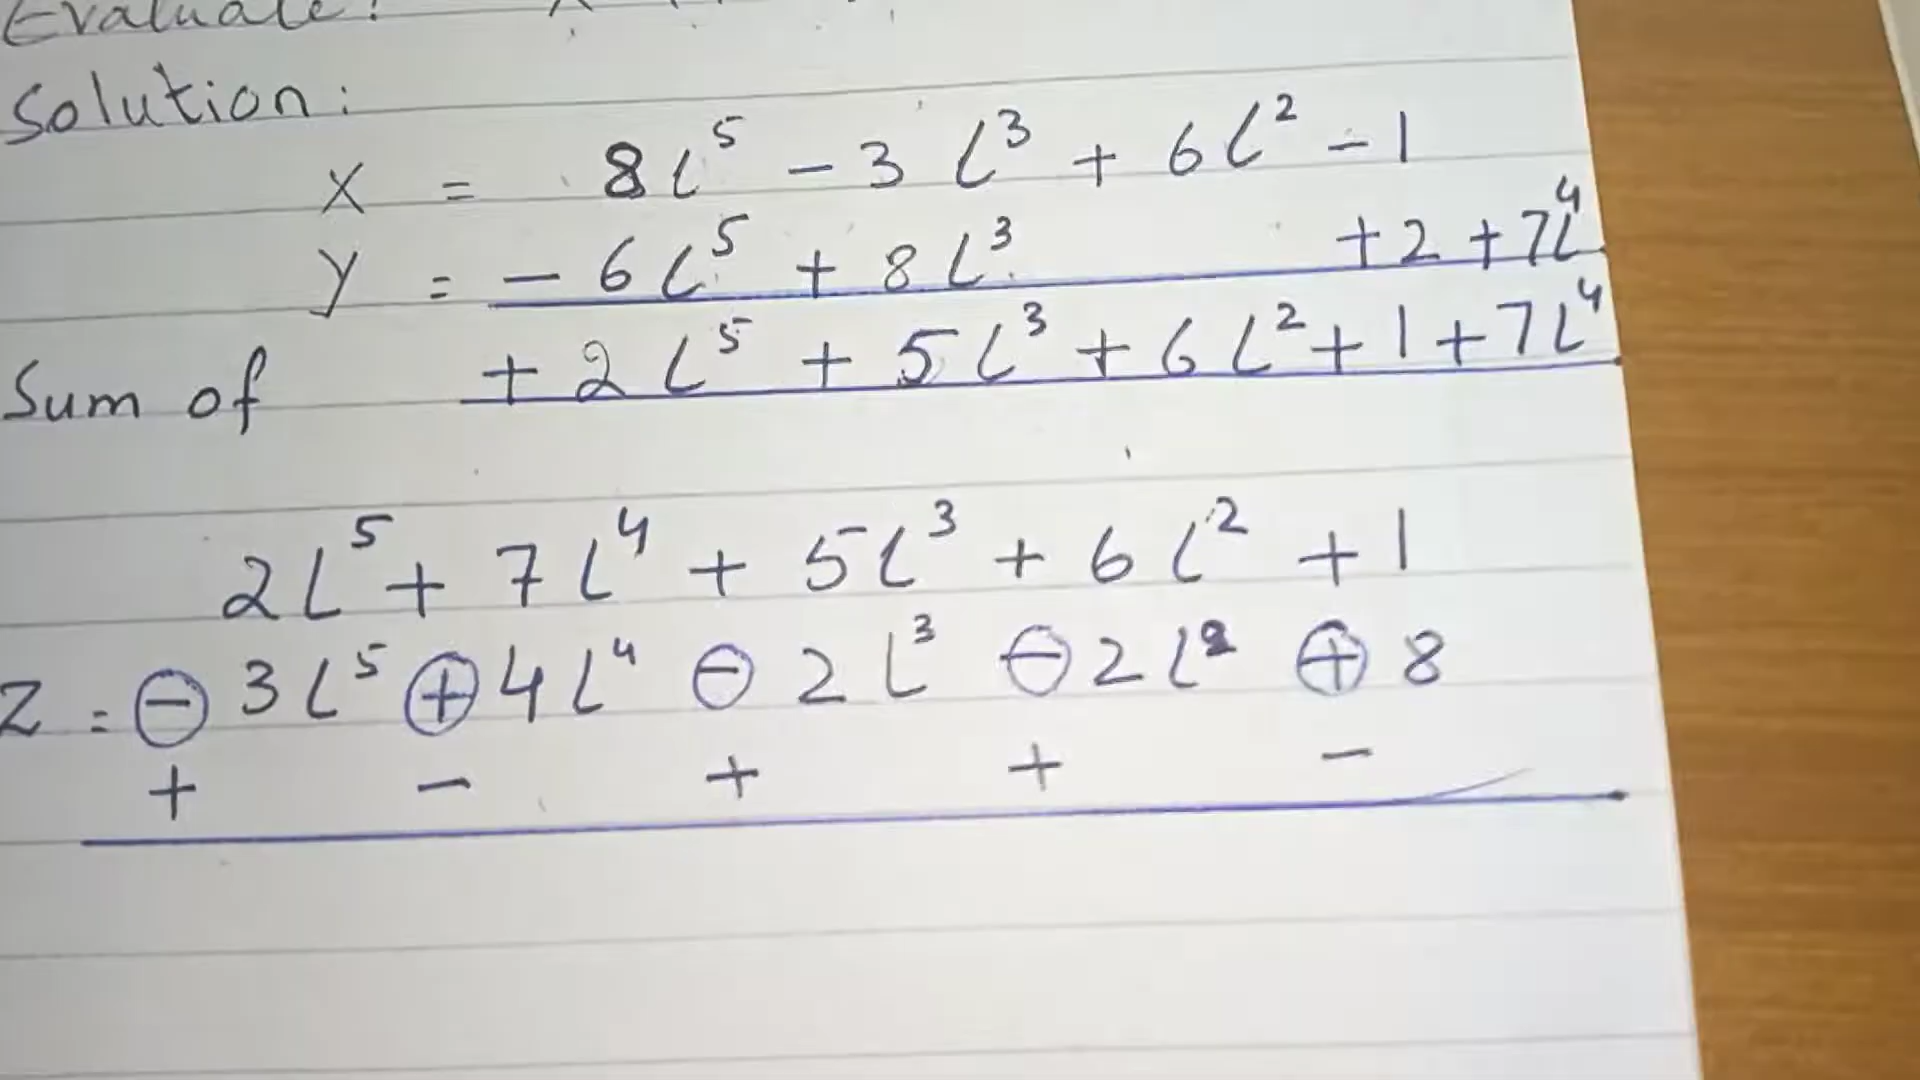 Evaluate:
Solution:
X = 8l⁵ - 3l³ + 6l² - 1
y = - 6l⁵ + 8l³ + 2 + 7l⁴
Sum of + 2l⁵ + 5l³ + 6l² + 1 + 7l⁴
2l⁵ + 7l⁴ + 5l³ + 6l² + 1
Z = ⊖ 3l⁵ ⊕ 4l⁴ ⊖ 2l³ ⊖ 2l² ⊕ 8
+ - + + -